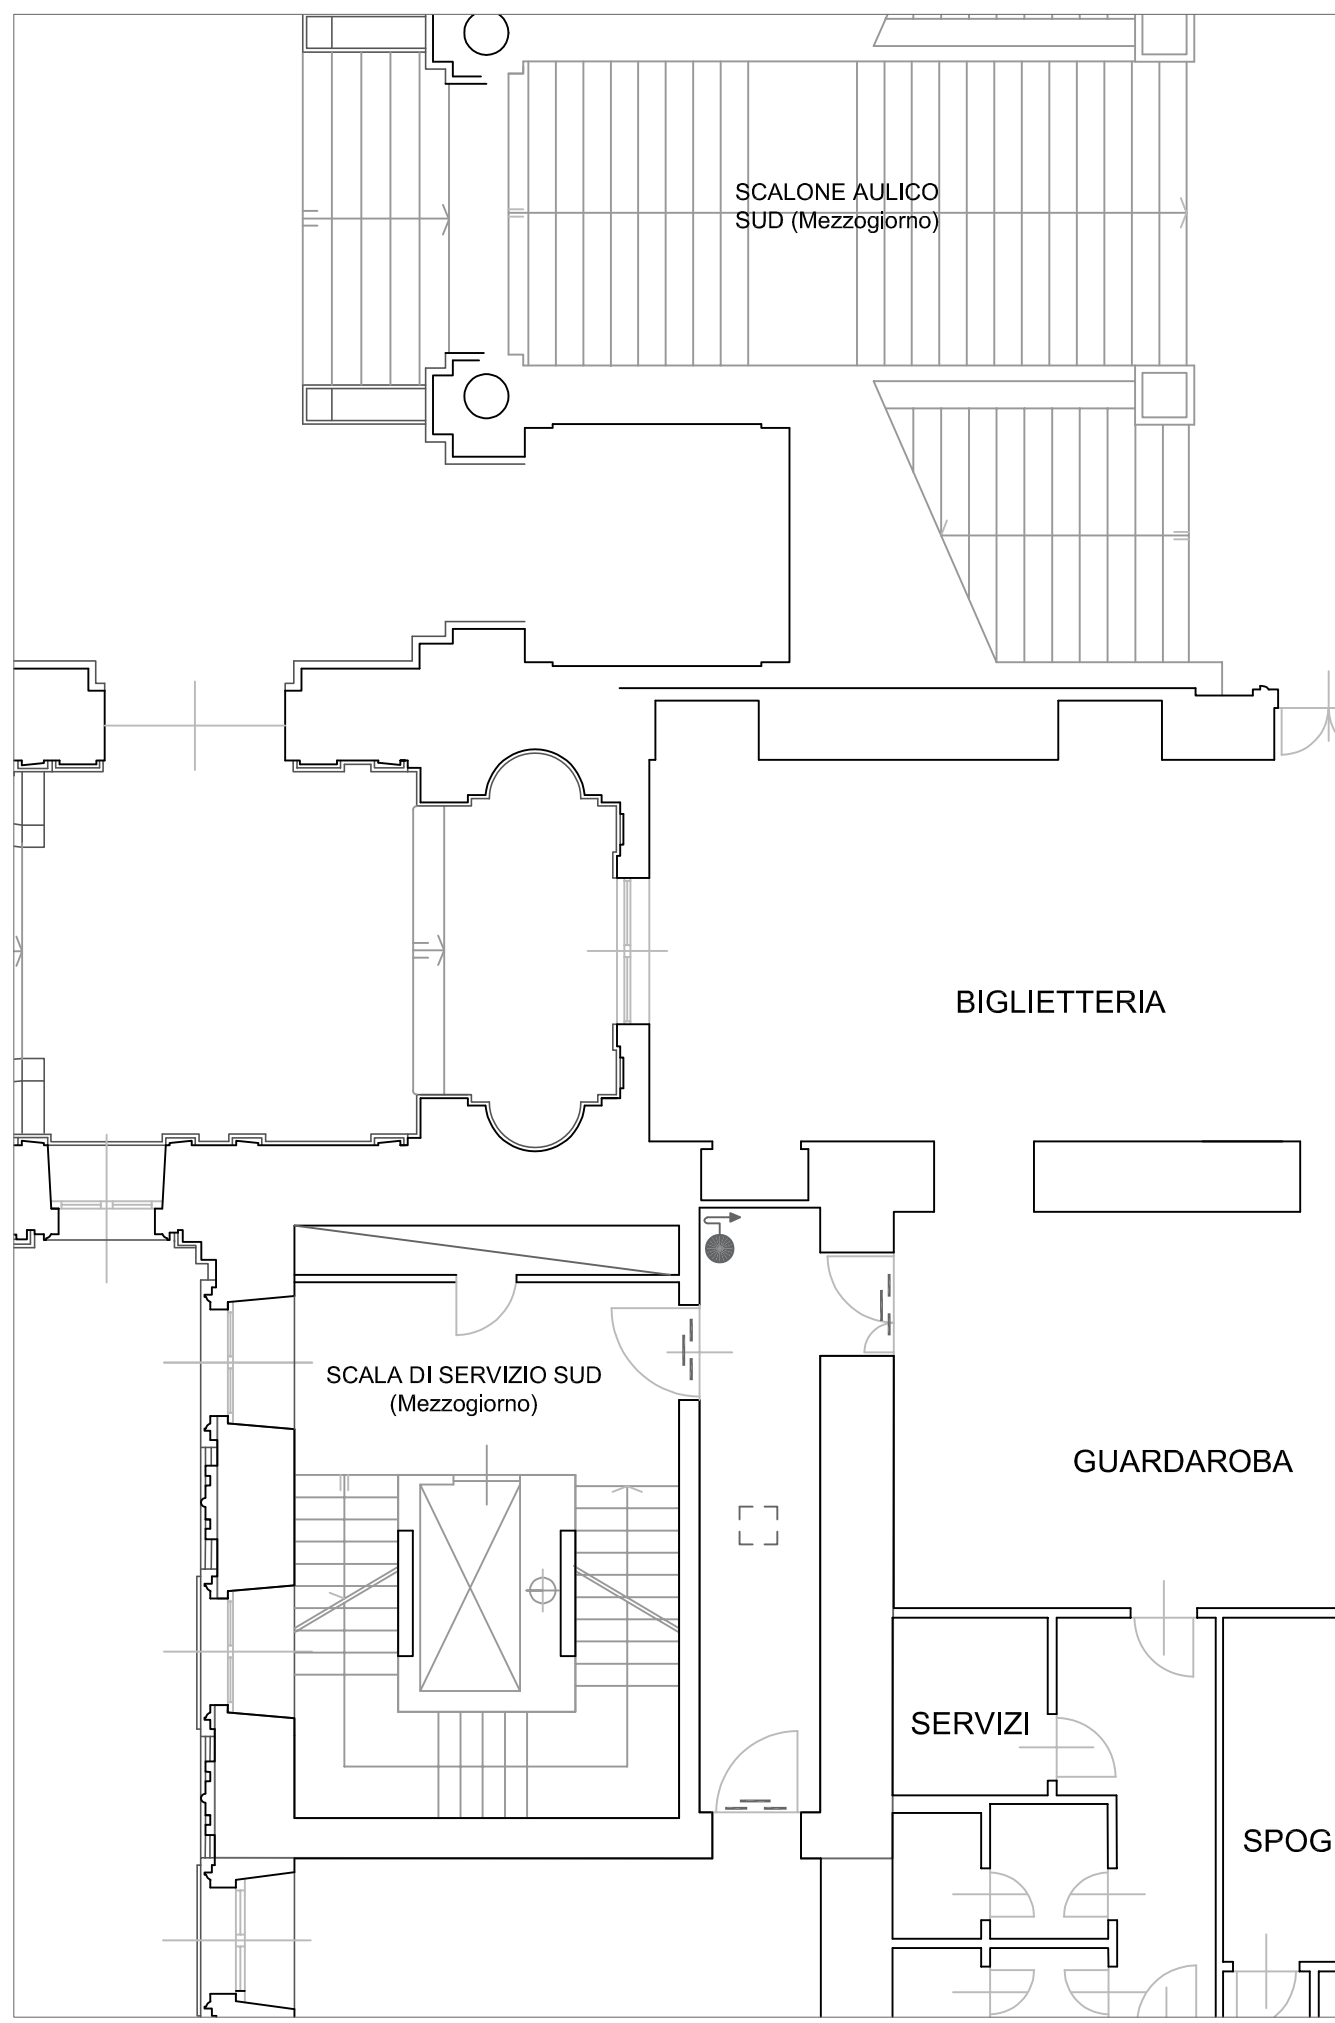 SCALONE AULICO
SUD (Mezzogiorno)
BIGLIETTERIA
SCALA DI SERVIZIO SUD
(Mezzogiorno)
GUARDAROBA
SERVIZI
SPOG